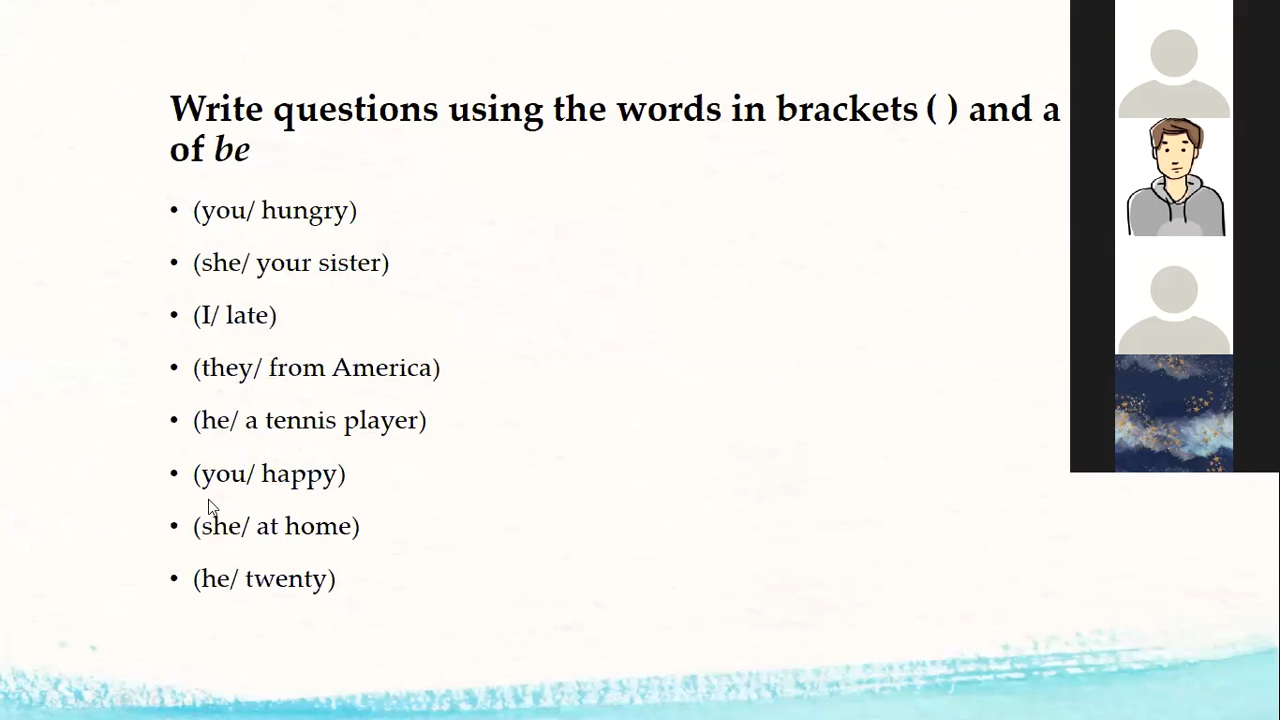 Write questions using the words in brackets ( ) and a
of be
• (you/ hungry)
• (she/ your sister)
• (I/ late)
• (they/ from America)
• (he/ a tennis player)
• (you/ happy)
• (she/ at home)
• (he/ twenty)